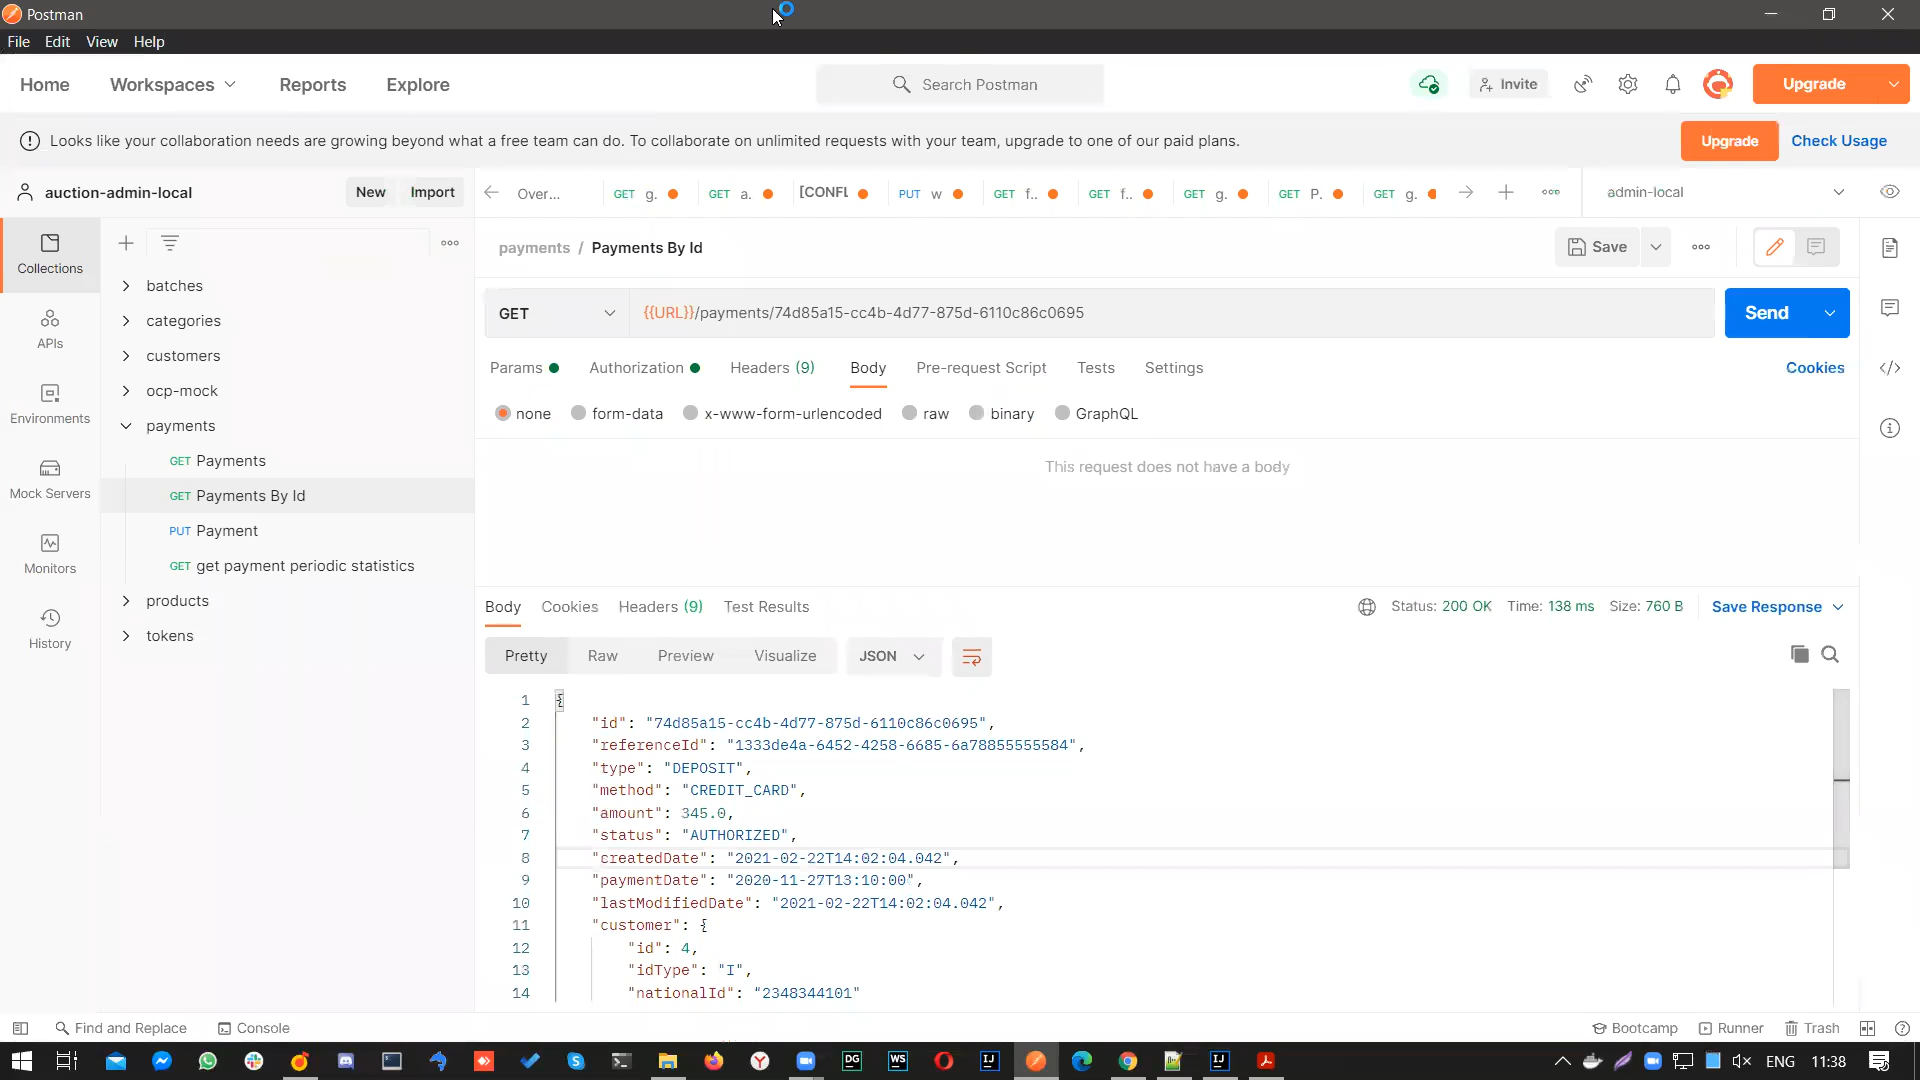 Postman
File Edit View Help
Home Workspaces Reports Explore Search Postman Invite Upgrade
Looks like your collaboration needs are growing beyond what a free team can do. To collaborate on unlimited requests with your team, upgrade to one of our paid plans. Upgrade Check Usage
auction-admin-local New Import Over... GET g. GET a. [CONFL PUT w GET f.. GET f.. GET g. GET P. GET g. admin-local
Collections
APIs
Environments
Mock Servers
Monitors
History
batches
categories
customers
ocp-mock
payments
GET Payments
GET Payments By Id
PUT Payment
GET get payment periodic statistics
products
tokens
payments / Payments By Id Save
GET {{URL}}/payments/74d85a15-cc4b-4d77-875d-6110c86c0695 Send
Params Authorization Headers (9) Body Pre-request Script Tests Settings Cookies
none form-data x-www-form-urlencoded raw binary GraphQL
This request does not have a body
Body Cookies Headers (9) Test Results Status: 200 OK Time: 138 ms Size: 760 B Save Response
Pretty Raw Preview Visualize JSON
1 {
2 "id": "74d85a15-cc4b-4d77-875d-6110c86c0695",
3 "referenceId": "1333de4a-6452-4258-6685-6a78855555584",
4 "type": "DEPOSIT",
5 "method": "CREDIT_CARD",
6 "amount": 345.0,
7 "status": "AUTHORIZED",
8 "createdDate": "2021-02-22T14:02:04.042",
9 "paymentDate": "2020-11-27T13:10:00",
10 "lastModifiedDate": "2021-02-22T14:02:04.042",
11 "customer": {
12 "id": 4,
13 "idType": "I",
14 "nationalId": "2348344101"
Find and Replace Console Bootcamp Runner Trash
DG WS IJ IJ ENG 11:38